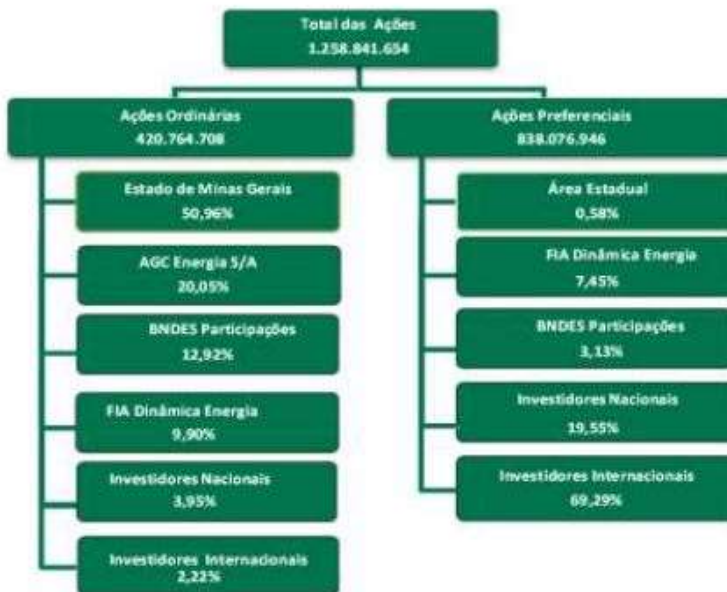 Total das Ações
1.258.841.654
Ações Ordinárias
420.764.708
Estado de Minas Gerais
50,96%
AGC Energia S/A
20,05%
BNDES Participações
12,92%
FIA Dinâmica Energia
9,90%
Investidores Nacionais
3,95%
Investidores Internacionais
2,22%
Ações Preferenciais
838.076.946
Área Estadual
0,58%
FIA Dinâmica Energia
7,45%
BNDES Participações
3,13%
Investidores Nacionais
19,55%
Investidores Internacionais
69,29%